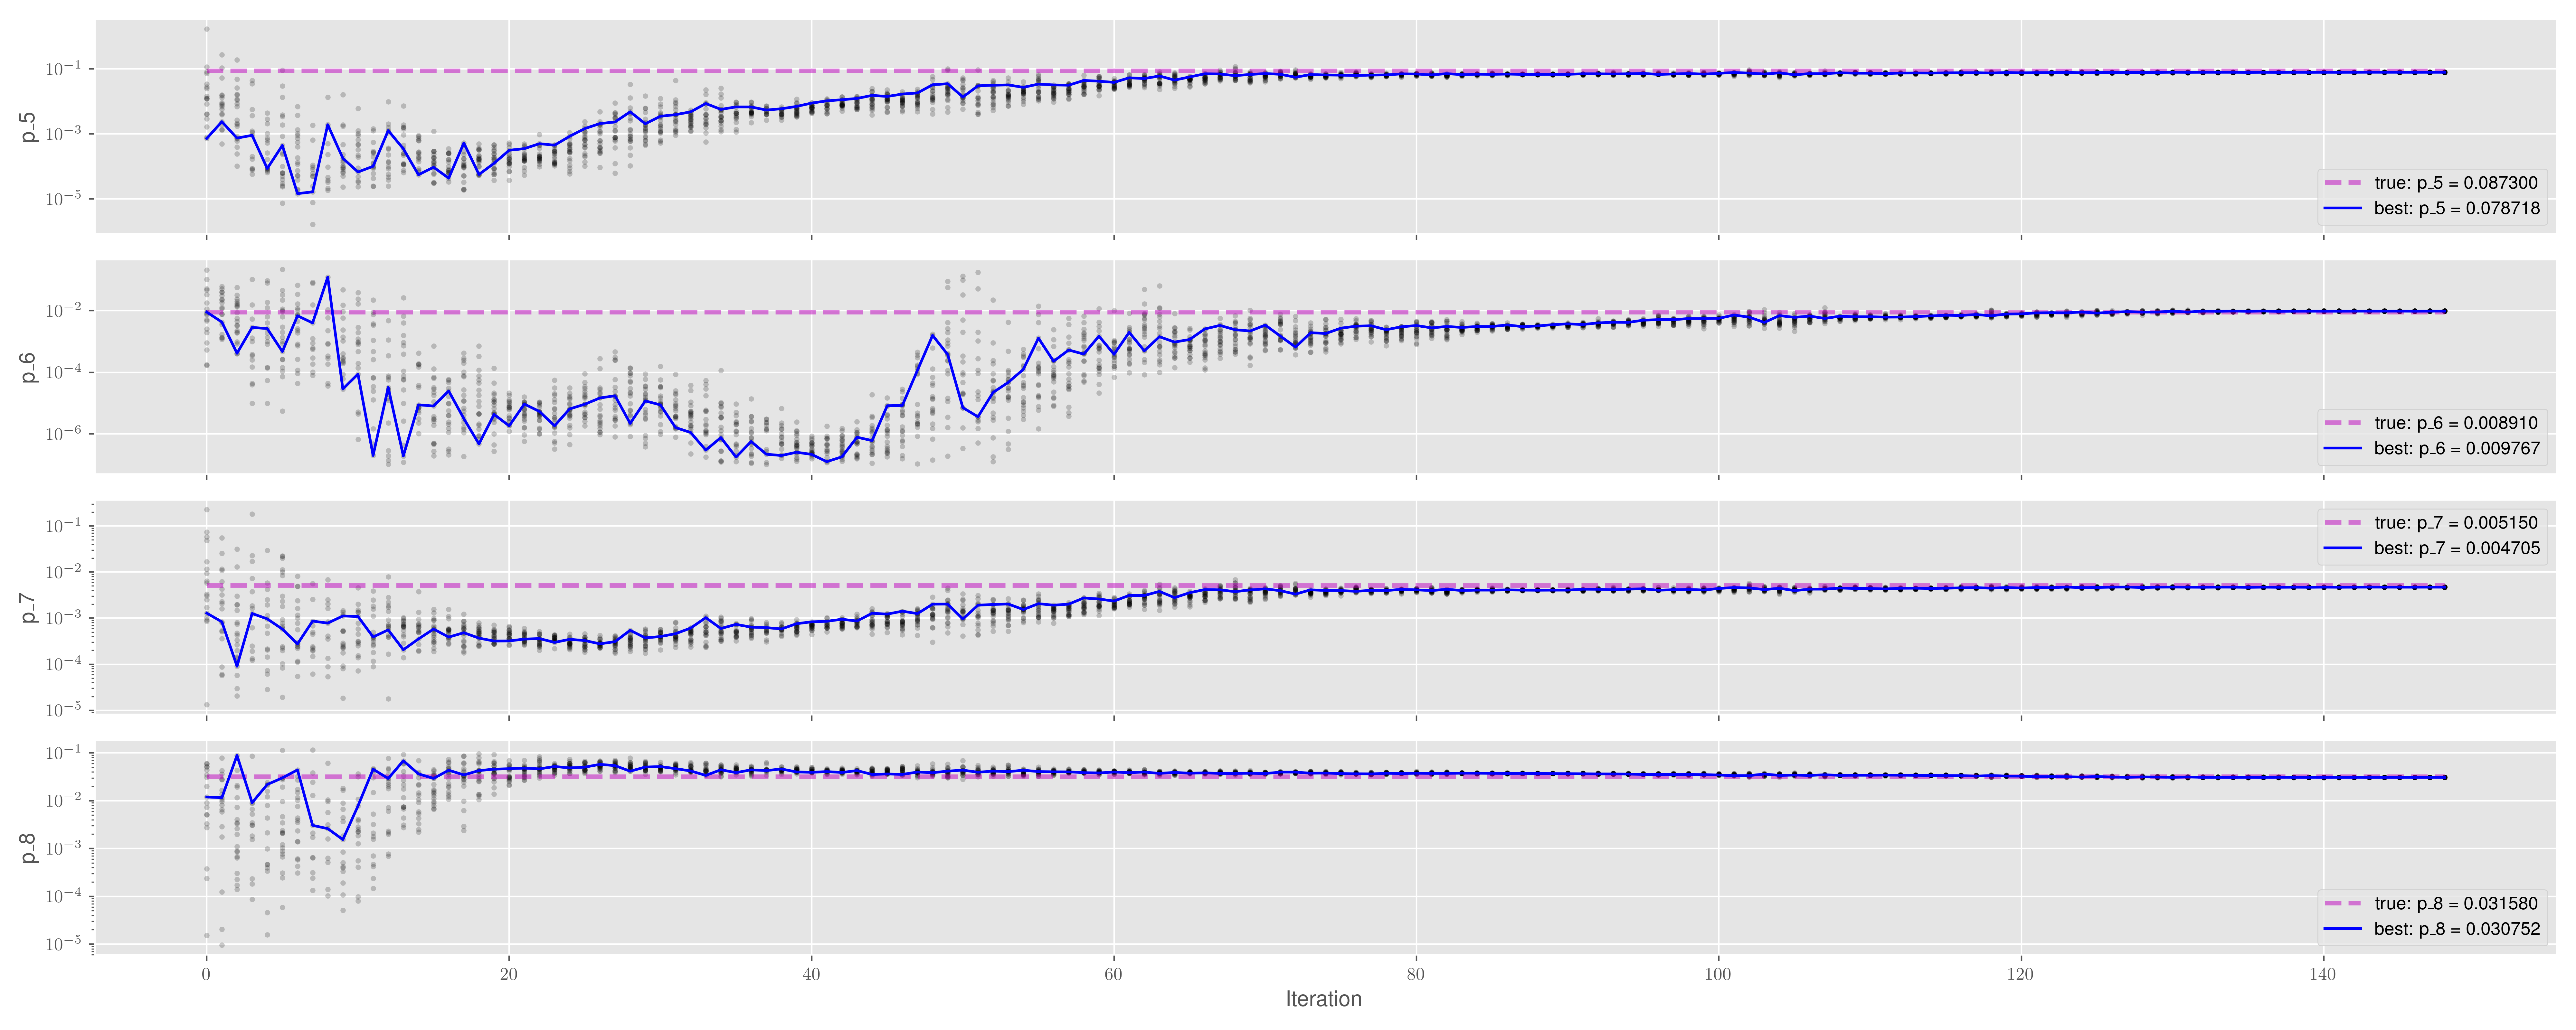 10⁻¹
10⁻³
10⁻⁵
p_5
true: p_5 = 0.087300
best: p_5 = 0.078718
10⁻²
10⁻⁴
10⁻⁶
p_6
true: p_6 = 0.008910
best: p_6 = 0.009767
10⁻¹
10⁻²
10⁻³
10⁻⁴
10⁻⁵
p_7
true: p_7 = 0.005150
best: p_7 = 0.004705
10⁻¹
10⁻²
10⁻³
10⁻⁴
10⁻⁵
p_8
true: p_8 = 0.031580
best: p_8 = 0.030752
0 20 40 60 80 100 120 140
Iteration